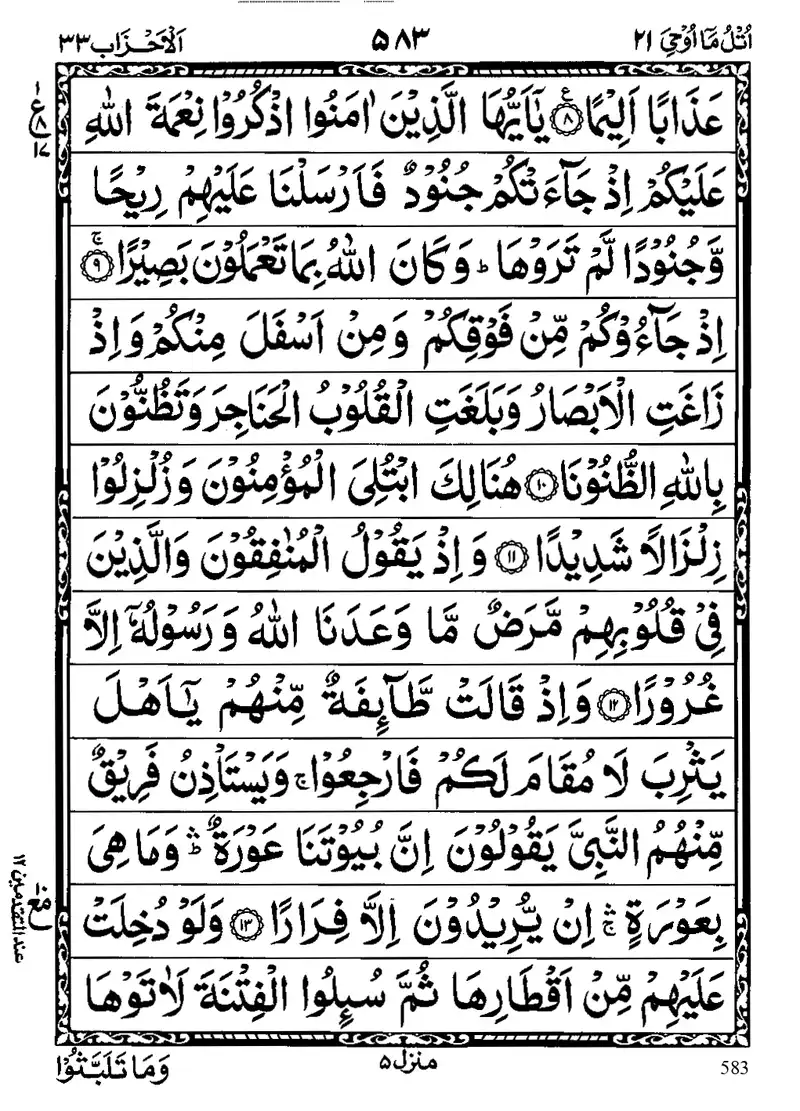 اُتْلُ مَآ اُوْحِيَ ٢١ ٥٨٣ اَلْاَحْزَاب ٣٣
عَذَابًا اَلِيْمًا ۝٨ ع يٰٓاَيُّهَا الَّذِيْنَ اٰمَنُوا اذْكُرُوْا نِعْمَةَ اللّٰهِ
ع ٨ ١٧
عَلَيْكُمْ اِذْ جَآءَتْكُمْ جُنُوْدٌ فَاَرْسَلْنَا عَلَيْهِمْ رِيْحًا
وَّجُنُوْدًا لَّمْ تَرَوْهَا ؕ وَكَانَ اللّٰهُ بِمَا تَعْمَلُوْنَ بَصِيْرًا ۝٩ۚ
اِذْ جَآءُوْكُمْ مِّنْ فَوْقِكُمْ وَمِنْ اَسْفَلَ مِنْكُمْ وَاِذْ
زَاغَتِ الْاَبْصَارُ وَبَلَغَتِ الْقُلُوْبُ الْحَنَاجِرَ وَتَظُنُّوْنَ
بِاللّٰهِ الظُّنُوْنَا ۝١٠ هُنَالِكَ ابْتُلِيَ الْمُؤْمِنُوْنَ وَزُلْزِلُوْا
زِلْزَالًا شَدِيْدًا ۝١١ وَاِذْ يَقُوْلُ الْمُنٰفِقُوْنَ وَالَّذِيْنَ
فِيْ قُلُوْبِهِمْ مَّرَضٌ مَّا وَعَدَنَا اللّٰهُ وَرَسُوْلُهٗٓ اِلَّا
غُرُوْرًا ۝١٢ وَاِذْ قَالَتْ طَّآئِفَةٌ مِّنْهُمْ يٰٓاَهْلَ
يَثْرِبَ لَا مُقَامَ لَكُمْ فَارْجِعُوْا ۚ وَيَسْتَاْذِنُ فَرِيْقٌ
مِّنْهُمُ النَّبِيَّ يَقُوْلُوْنَ اِنَّ بُيُوْتَنَا عَوْرَةٌ ۛؕ وَمَا هِيَ
بِعَوْرَةٍ ۛۚ اِنْ يُّرِيْدُوْنَ اِلَّا فِرَارًا ۝١٣ وَلَوْ دُخِلَتْ
مع عند المتقدمين ١٢
عَلَيْهِمْ مِّنْ اَقْطَارِهَا ثُمَّ سُئِلُوا الْفِتْنَةَ لَاٰتَوْهَا
583 منزل ٥ وَمَا تَلَبَّثُوْا